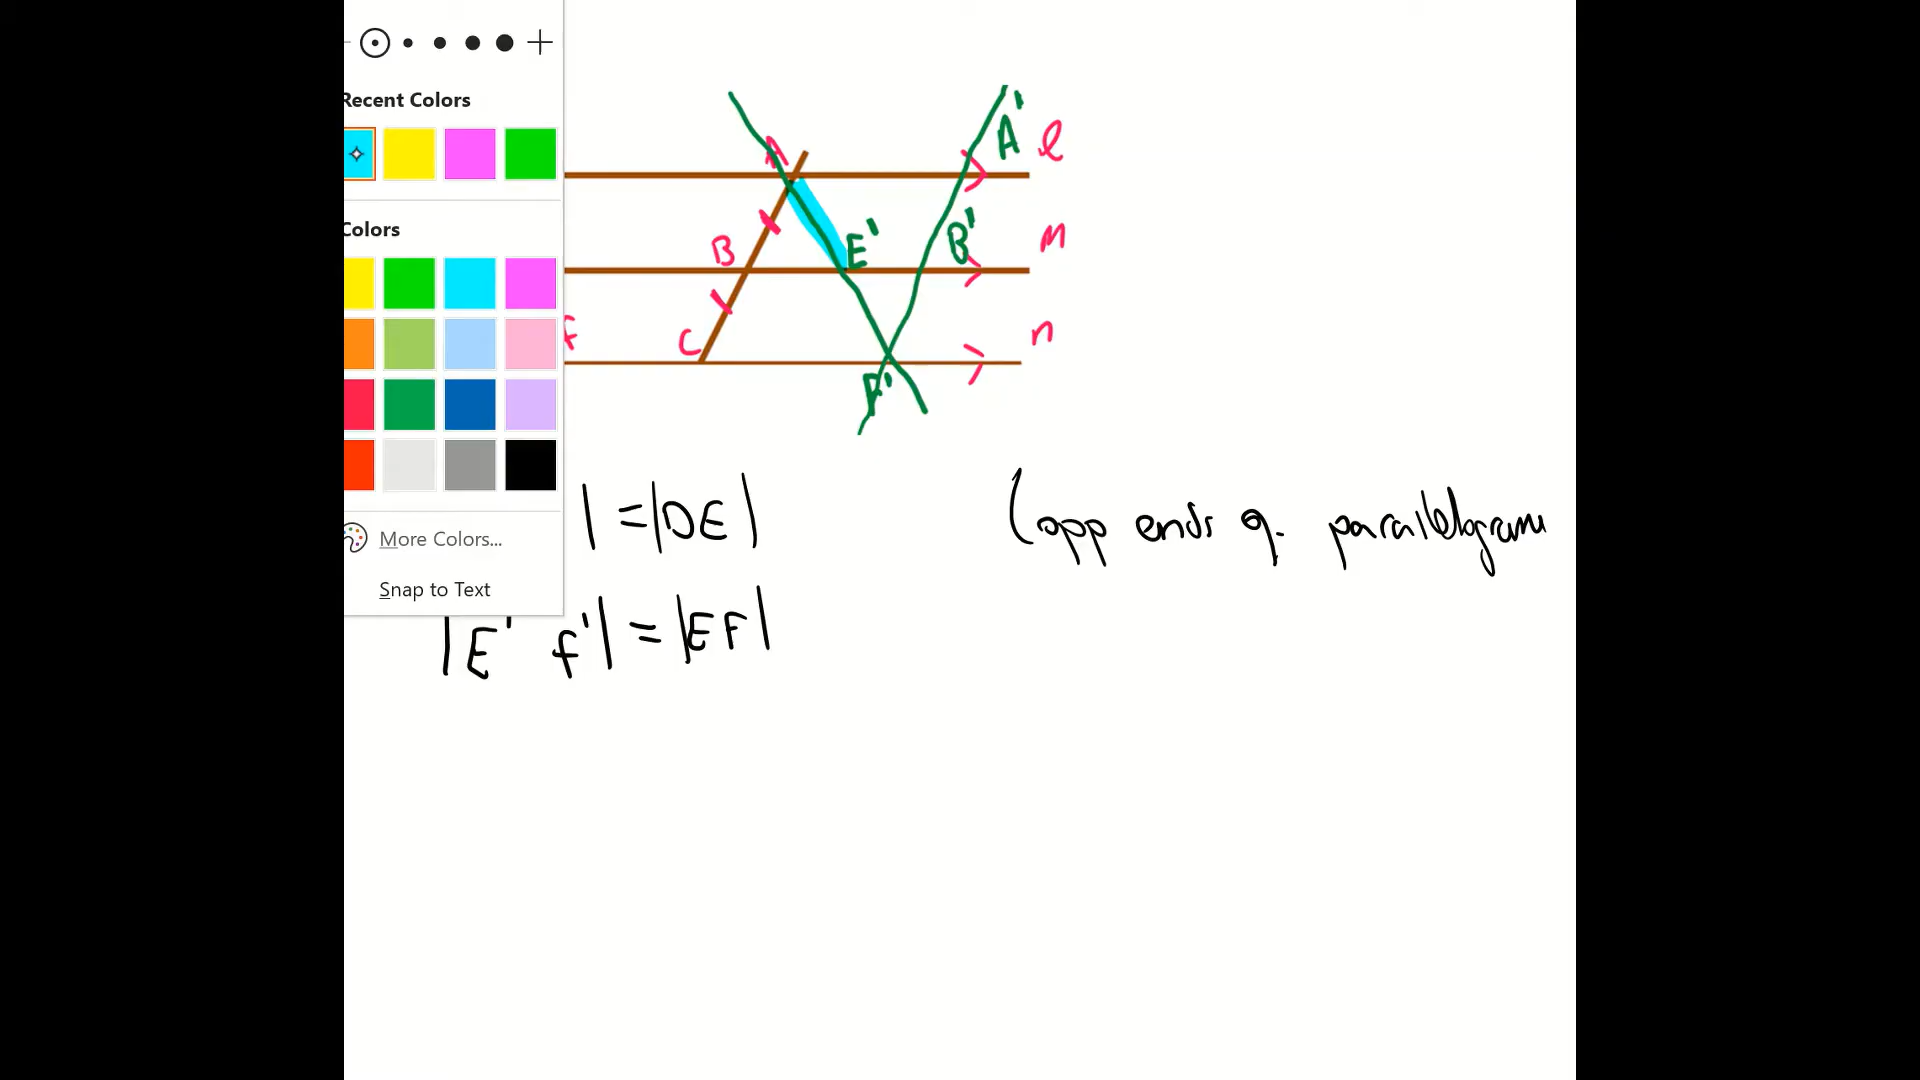 Recent Colors
Colors
More Colors...
Snap to Text
A
A'
l
B
E'
B'
m
C
F'
n
| = |DE|
(opp ends of parallelogram
|E' f'| = |EF|